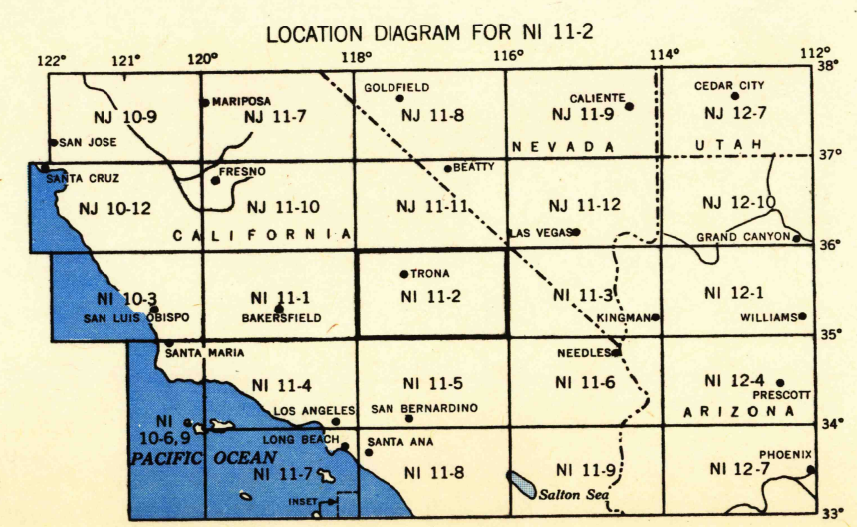 LOCATION DIAGRAM FOR NI 11-2
122° 121° 120° 118° 116° 114° 112°
38°
GOLDFIELD
CEDAR CITY
MARIPOSA
CALIENTE
NJ 10-9 NJ 11-7 NJ 11-8 NJ 11-9 NJ 12-7
SAN JOSE
NEVADA UTAH
37°
FRESNO
BEATTY
SANTA CRUZ
NJ 10-12 NJ 11-10 NJ 11-11 NJ 11-12 NJ 12-10
CALIFORNIA
LAS VEGAS
GRAND CANYON
36°
TRONA
NI 10-3 NI 11-1 NI 11-2 NI 11-3 NI 12-1
SAN LUIS OBISPO
BAKERSFIELD
KINGMAN
WILLIAMS
35°
SANTA MARIA
NEEDLES
NI 11-4 NI 11-5 NI 11-6 NI 12-4
PRESCOTT
LOS ANGELES
SAN BERNARDINO
ARIZONA
NI
10-6,9
34°
LONG BEACH
SANTA ANA
PHOENIX
PACIFIC OCEAN
NI 11-7 NI 11-8 NI 11-9 NI 12-7
INSET
Salton Sea
33°